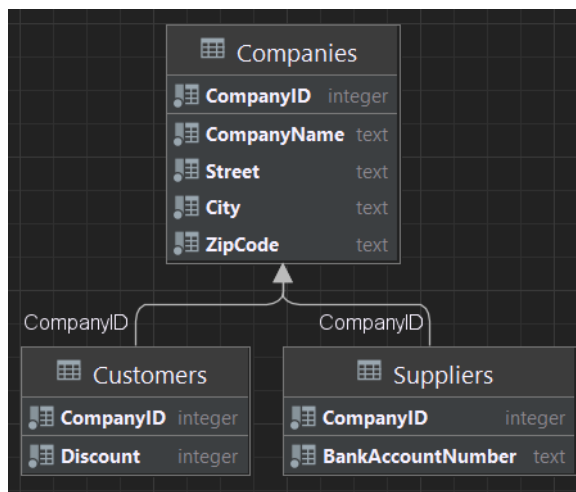 Companies
CompanyID integer
CompanyName text
Street text
City text
ZipCode text
CompanyID CompanyID
Customers
CompanyID integer
Discount integer
Suppliers
CompanyID integer
BankAccountNumber text